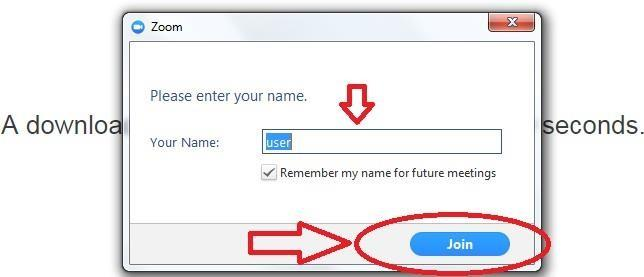 Zoom
Please enter your name.
A downloa
seconds.
Your Name:
user
Remember my name for future meetings
Join